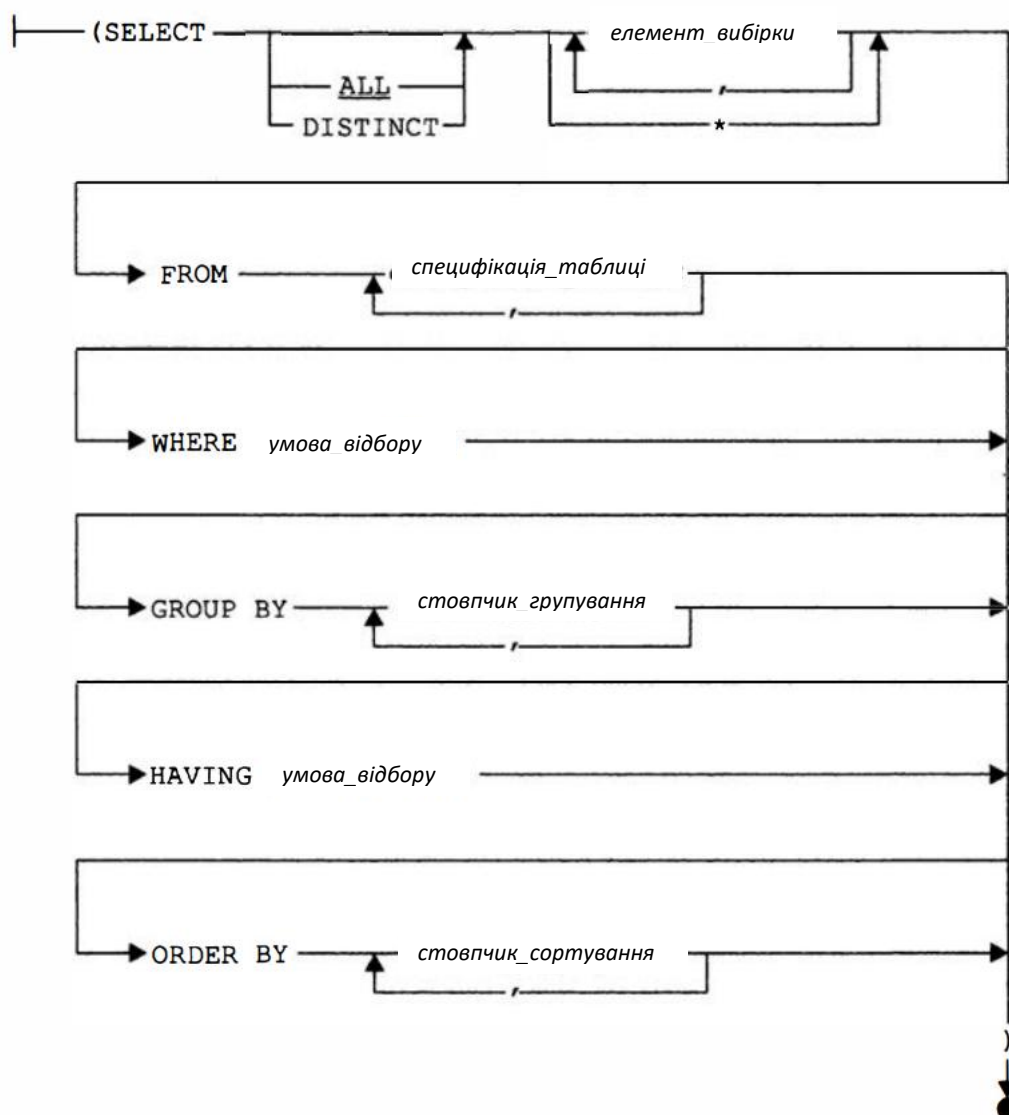 (SELECT елемент_вибірки
ALL ,
DISTINCT *
FROM специфікація_таблиці
,
WHERE умова_відбору
GROUP BY стовпчик_групування
,
HAVING умова_відбору
ORDER BY стовпчик_сортування
,
)